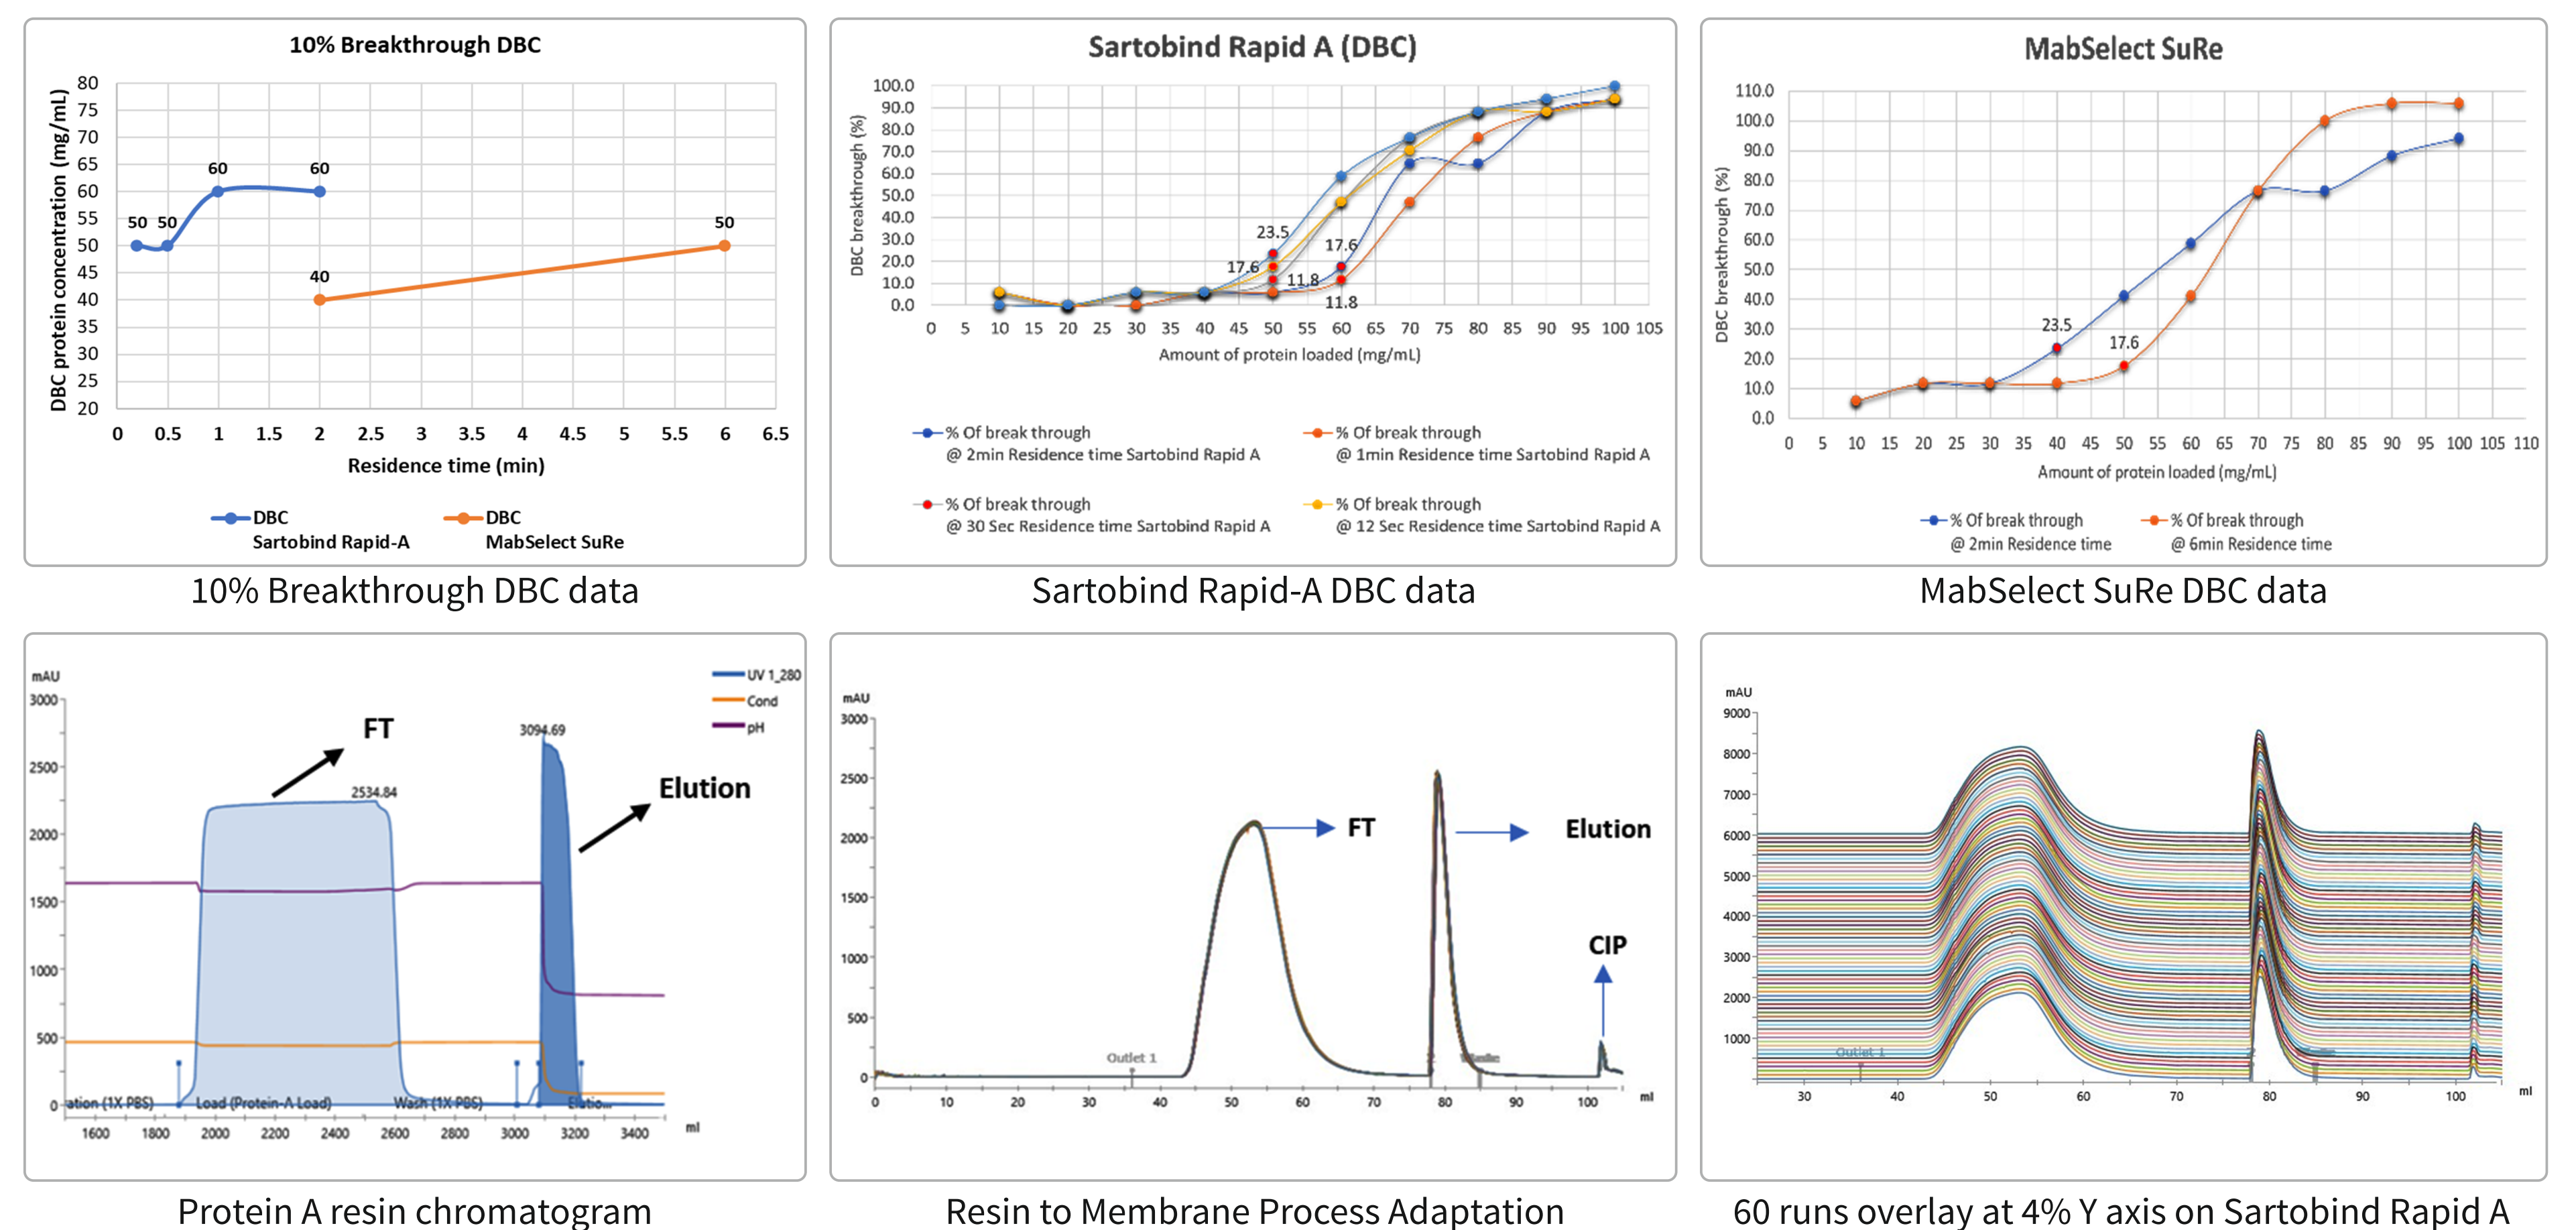 10% Breakthrough DBC
DBC protein concentration (mg/mL)
80
75
70
65
60
55
50
45
40
35
30
25
20
50 50
60
60
40
50
0 0.5 1 1.5 2 2.5 3 3.5 4 4.5 5 5.5 6 6.5
Residence time (min)
DBC
Sartobind Rapid-A
DBC
MabSelect SuRe
10% Breakthrough DBC data
Sartobind Rapid A (DBC)
DBC breakthrough (%)
100.0
90.0
80.0
70.0
60.0
50.0
40.0
30.0
20.0
10.0
0.0
23.5
17.6
17.6
11.8
11.8
0 5 10 15 20 25 30 35 40 45 50 55 60 65 70 75 80 85 90 95 100 105
Amount of protein loaded (mg/mL)
% Of break through
@ 2min Residence time Sartobind Rapid A
% Of break through
@ 1min Residence time Sartobind Rapid A
% Of break through
@ 30 Sec Residence time Sartobind Rapid A
% Of break through
@ 12 Sec Residence time Sartobind Rapid A
Sartobind Rapid-A DBC data
MabSelect SuRe
DBC breakthrough (%)
110.0
100.0
90.0
80.0
70.0
60.0
50.0
40.0
30.0
20.0
10.0
0.0
23.5
17.6
0 5 10 15 20 25 30 35 40 45 50 55 60 65 70 75 80 85 90 95 100 105 110
Amount of protein loaded (mg/mL)
% Of break through
@ 2min Residence time
% Of break through
@ 6min Residence time
MabSelect SuRe DBC data
mAU
UV 1_280
Cond
pH
3000
2500
2000
1500
1000
500
0
FT
2534.84
3094.69
Elution
ation (1X PBS)
Load (Protein-A Load)
Wash (1X PBS)
Elutio...
1600 1800 2000 2200 2400 2600 2800 3000 3200 3400
ml
Protein A resin chromatogram
mAU
3000
2500
2000
1500
1000
500
0
FT
Elution
CIP
Outlet 1
0 10 20 30 40 50 60 70 80 90 100
ml
Resin to Membrane Process Adaptation
mAU
9000
8000
7000
6000
5000
4000
3000
2000
1000
Outlet 1
30 40 50 60 70 80 90 100
ml
60 runs overlay at 4% Y axis on Sartobind Rapid A